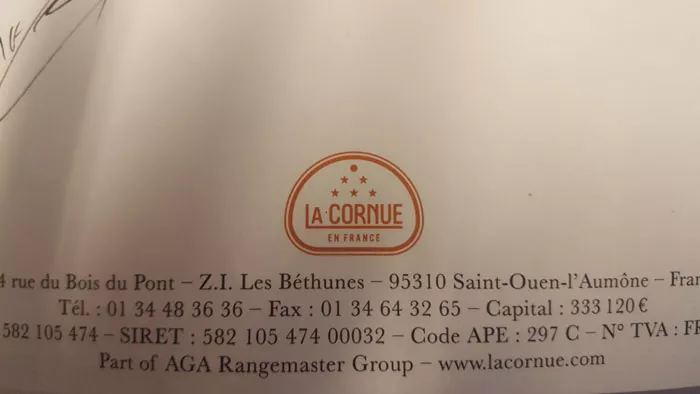 LA CORNUE
EN FRANCE
4 rue du Bois du Pont – Z.I. Les Béthunes – 95310 Saint-Ouen-l'Aumône – Fran
Tél. : 01 34 48 36 36 – Fax : 01 34 64 32 65 – Capital : 333 120 €
582 105 474 – SIRET : 582 105 474 00032 – Code APE : 297 C – N° TVA : FR
Part of AGA Rangemaster Group – www.lacornue.com